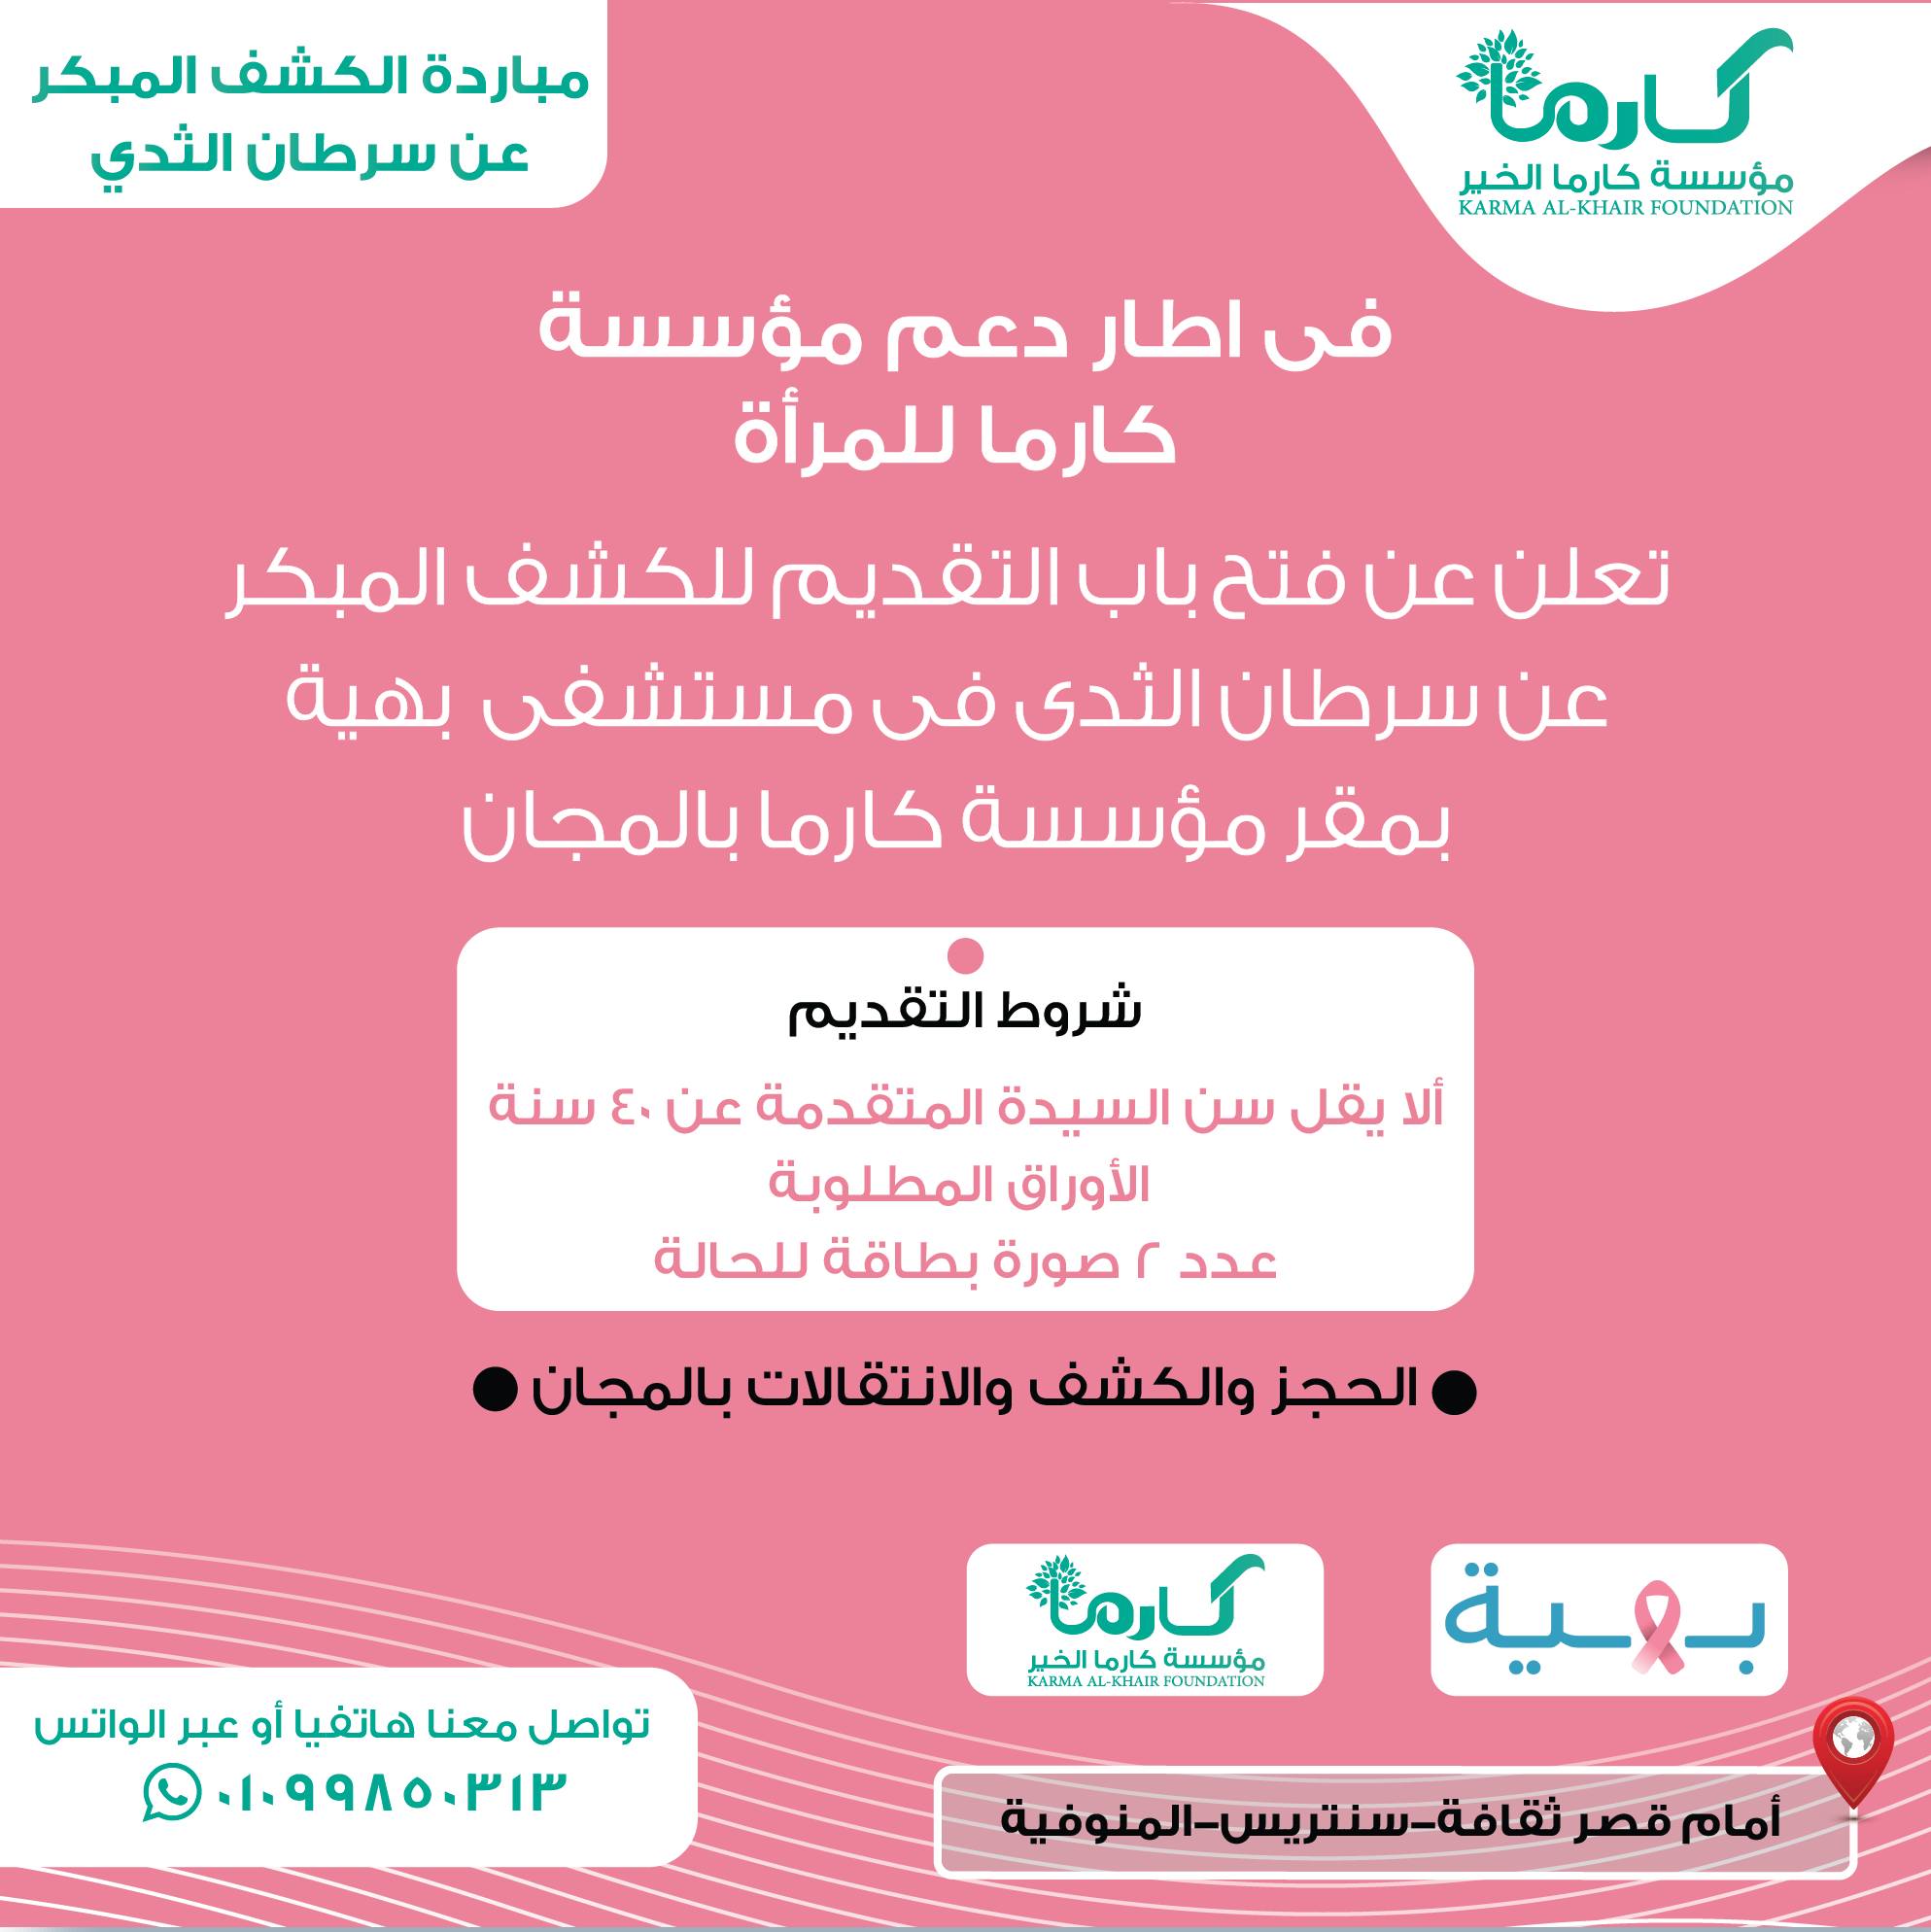 كارما
مؤسسة كارما الخير
KARMA AL-KHAIR FOUNDATION
مباردة الكشف المبكر
عن سرطان الثدي
فى اطار دعم مؤسسة
كارما للمرأة
تعلن عن فتح باب التقديم للكشف المبكر
عن سرطان الثدى فى مستشفى بهية
بمقر مؤسسة كارما بالمجان
شروط التقديم
ألا يقل سن السيدة المتقدمة عن ٤٠ سنة
الأوراق المطلوبة
عدد ٢ صورة بطاقة للحالة
الحجز والكشف والانتقالات بالمجان
بهية
كارما
مؤسسة كارما الخير
KARMA AL-KHAIR FOUNDATION
تواصل معنا هاتفيا أو عبر الواتس
٠١٠٩٩٨٥٠٣١٣
أمام قصر ثقافة-سنتريس-المنوفية